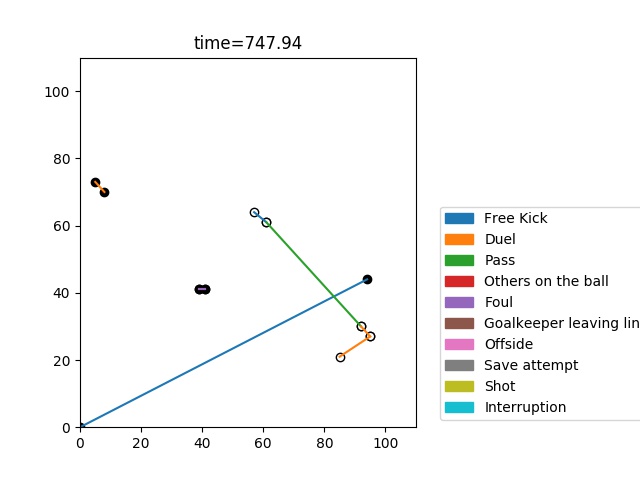 time=747.94
100
80
60
40
20
0
0 20 40 60 80 100
Free Kick
Duel
Pass
Others on the ball
Foul
Goalkeeper leaving lin
Offside
Save attempt
Shot
Interruption